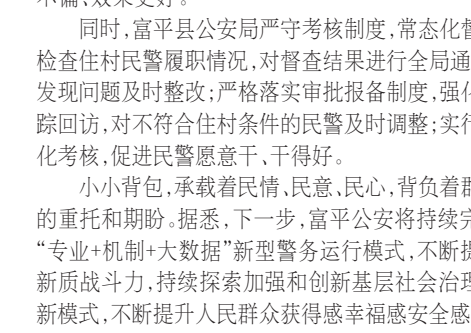 不偏、效果更好。
同时,富平县公安局严守考核制度,常态化督
检查住村民警履职情况,对督查结果进行全局通
发现问题及时整改;严格落实审批报备制度,强化
踪回访,对不符合住村条件的民警及时调整;实行
化考核,促进民警愿意干、干得好。
小小背包,承载着民情、民意、民心,背负着群
的重托和期盼。据悉,下一步,富平公安将持续完
“专业+机制+大数据”新型警务运行模式,不断提
新质战斗力,持续探索加强和创新基层社会治理
新模式,不断提升人民群众获得感幸福感安全感